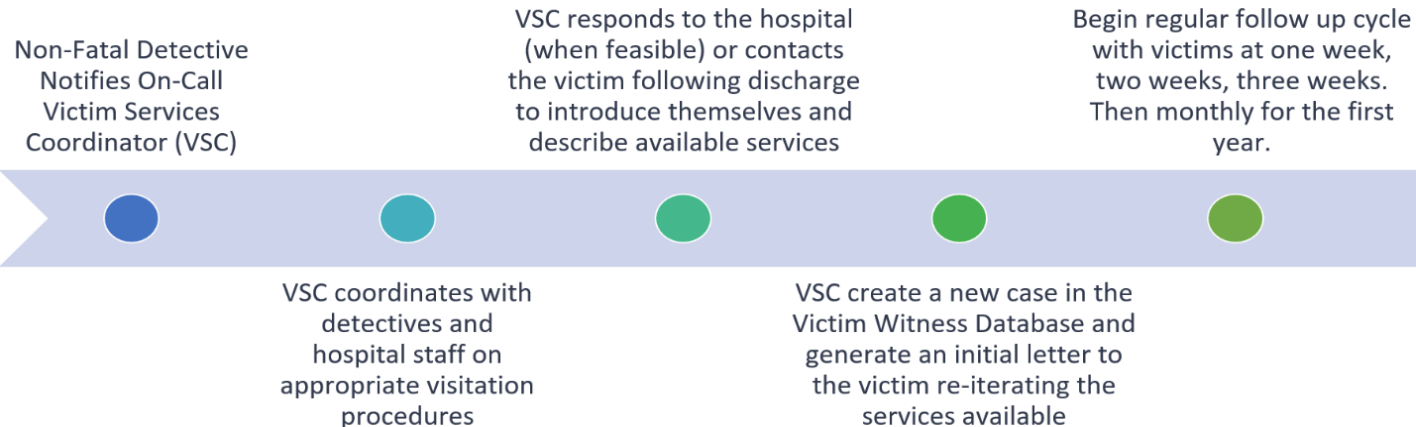 Non-Fatal Detective
Notifies On-Call
Victim Services
Coordinator (VSC)
VSC coordinates with
detectives and
hospital staff on
appropriate visitation
procedures
VSC responds to the hospital
(when feasible) or contacts
the victim following discharge
to introduce themselves and
describe available services
VSC create a new case in the
Victim Witness Database and
generate an initial letter to
the victim re-iterating the
services available
Begin regular follow up cycle
with victims at one week,
two weeks, three weeks.
Then monthly for the first
year.